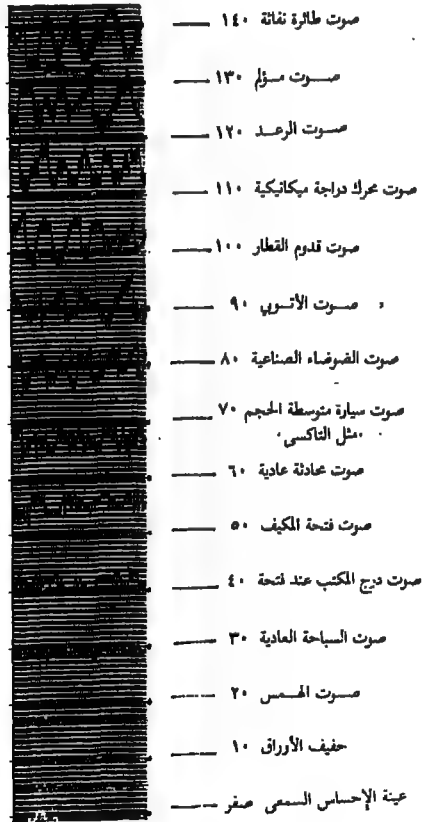 صوت طائرة نفاثة ١٤٠
صوت مؤلم ١٣٠
صوت الرعد ١٢٠
صوت محرك دراجة ميكانيكية ١١٠
صوت قدوم القطار ١٠٠
صوت الأتوبي ٩٠
صوت الضوضاء الصناعية ٨٠
صوت سيارة متوسطة الحجم ٧٠
مثل التاكسى
صوت محادثة عادية ٦٠
صوت فتحة المكيف ٥٠
صوت درج المكتب عند فتحة ٤٠
صوت السباحة العادية ٣٠
صوت الهمس ٢٠
حفيف الأوراق ١٠
عينة الإحساس السمعى صفر